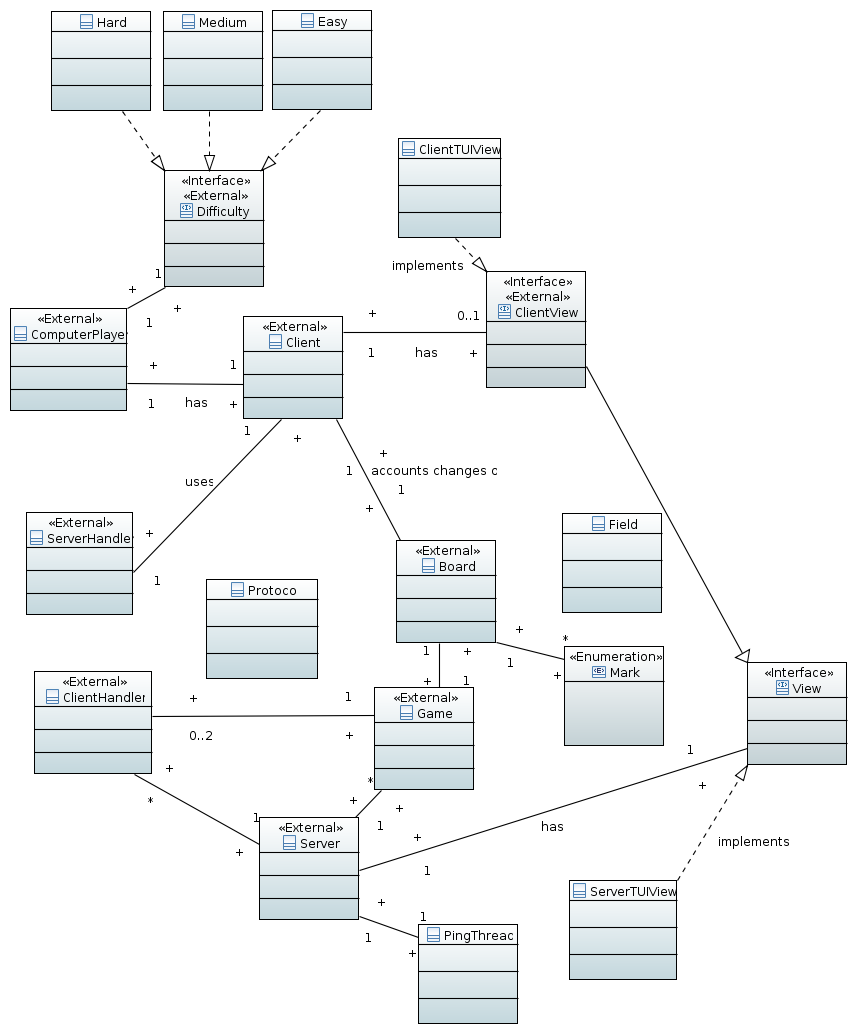 Hard
Medium
Easy
«Interface»
«External»
Difficulty
ClientTUIView
implements
«Interface»
«External»
ClientView
1
+
+
1
«External»
ComputerPlaye
«External»
Client
+
0..1
1
has
+
+
1
1
has
+
1
+
uses
+
1
+
1
accounts changes c
1
+
«External»
ServerHandle
«External»
Board
Field
Protoco
1
+
+
1
+
1
*
+
«Enumeration»
Mark
«Interface»
View
«External»
ClientHandler
+
1
0..2
+
«External»
Game
+
*
1
+
*
+
+
1
«External»
Server
1
+
has
+
1
implements
ServerTUIView
+
1
1
+
PingThreac